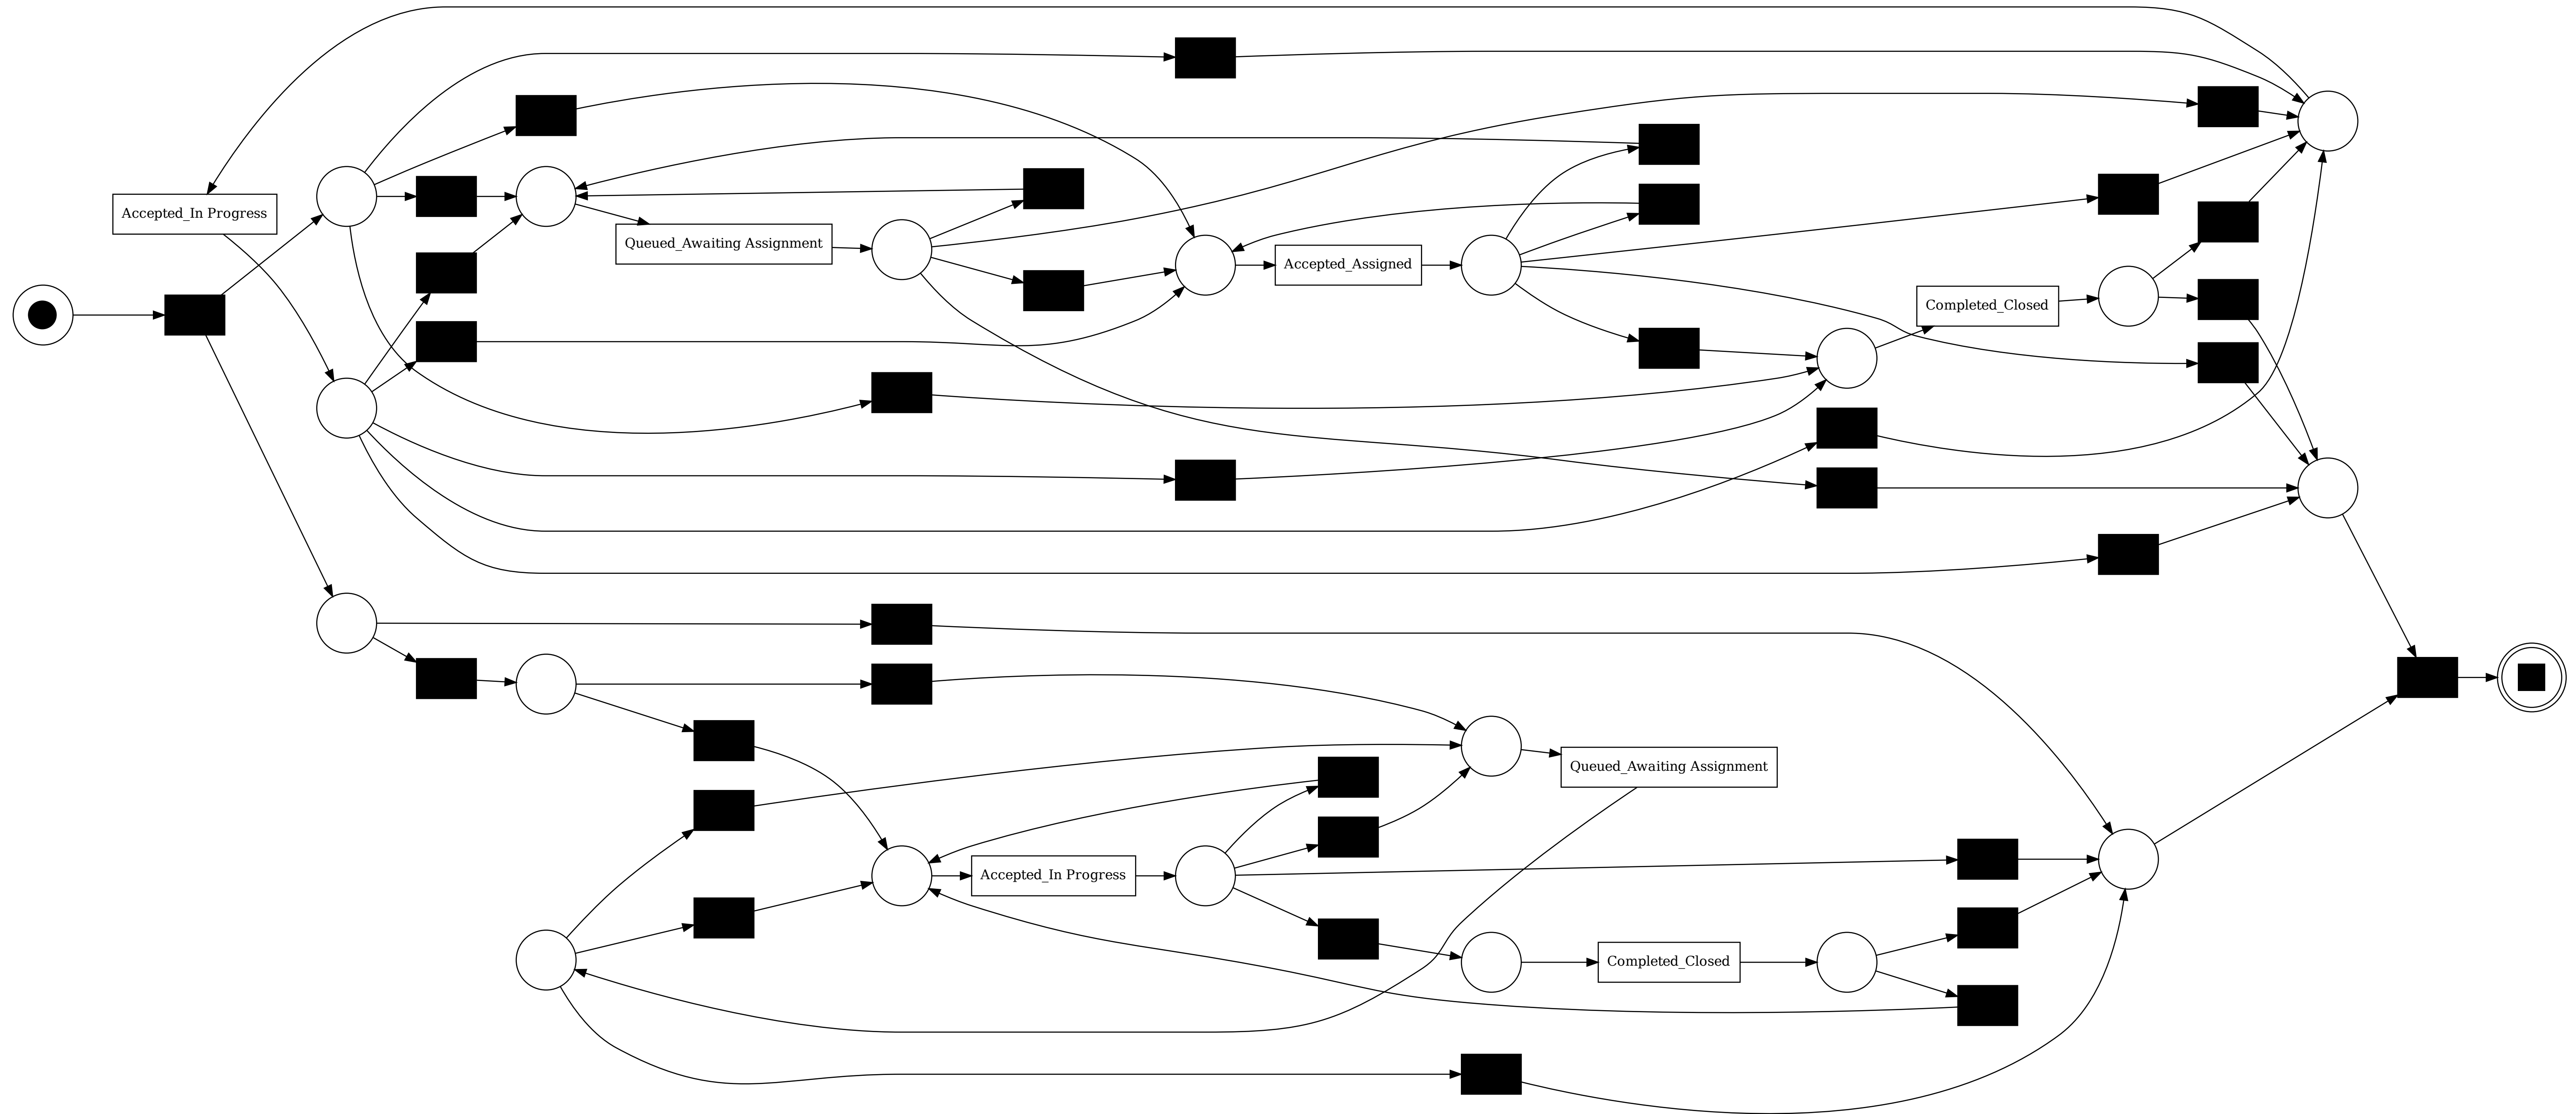 Accepted_In Progress
Queued_Awaiting Assignment
Accepted_Assigned
Completed_Closed
Queued_Awaiting Assignment
Accepted_In Progress
Completed_Closed